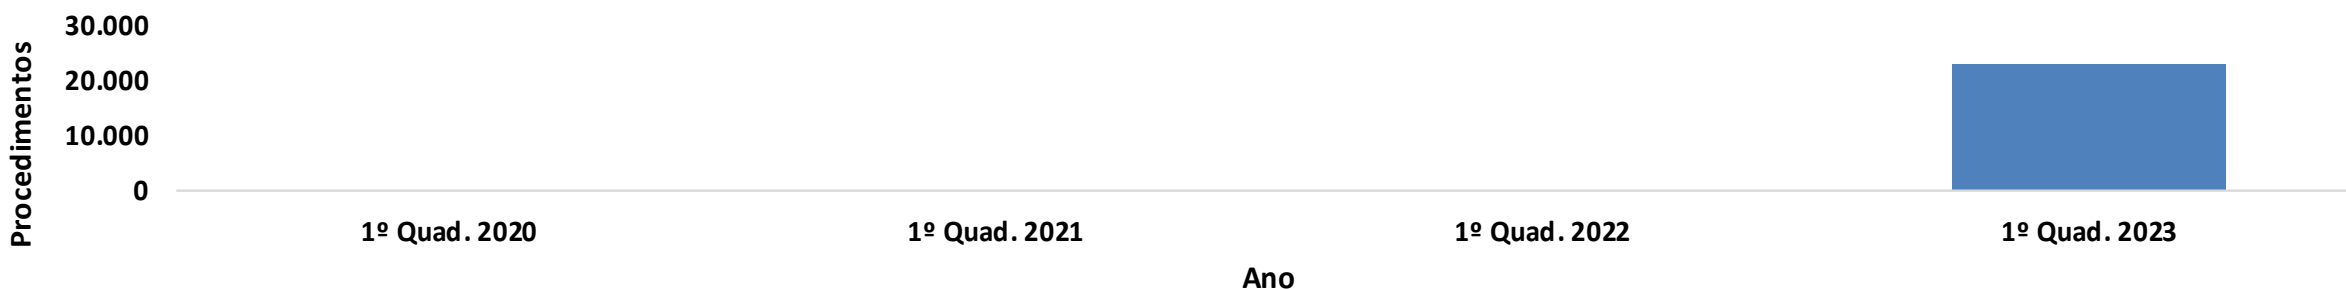 Procedimentos
30.000
20.000
10.000
0
1º Quad. 2020
1º Quad. 2021
1º Quad. 2022
1º Quad. 2023
Ano